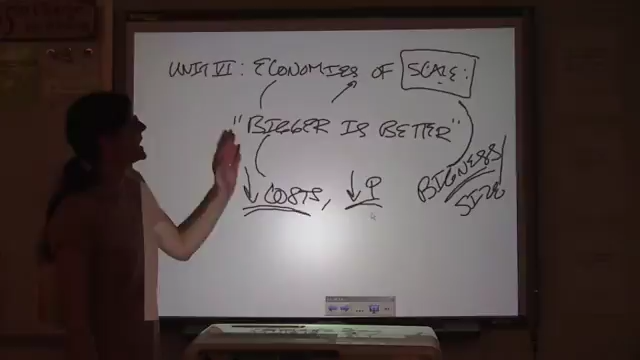 UNIT VI: ECONOMIES OF SCALE:
"BIGGER IS BETTER"
↓ COSTS, ↓ P
BIGNESS/
SIZE